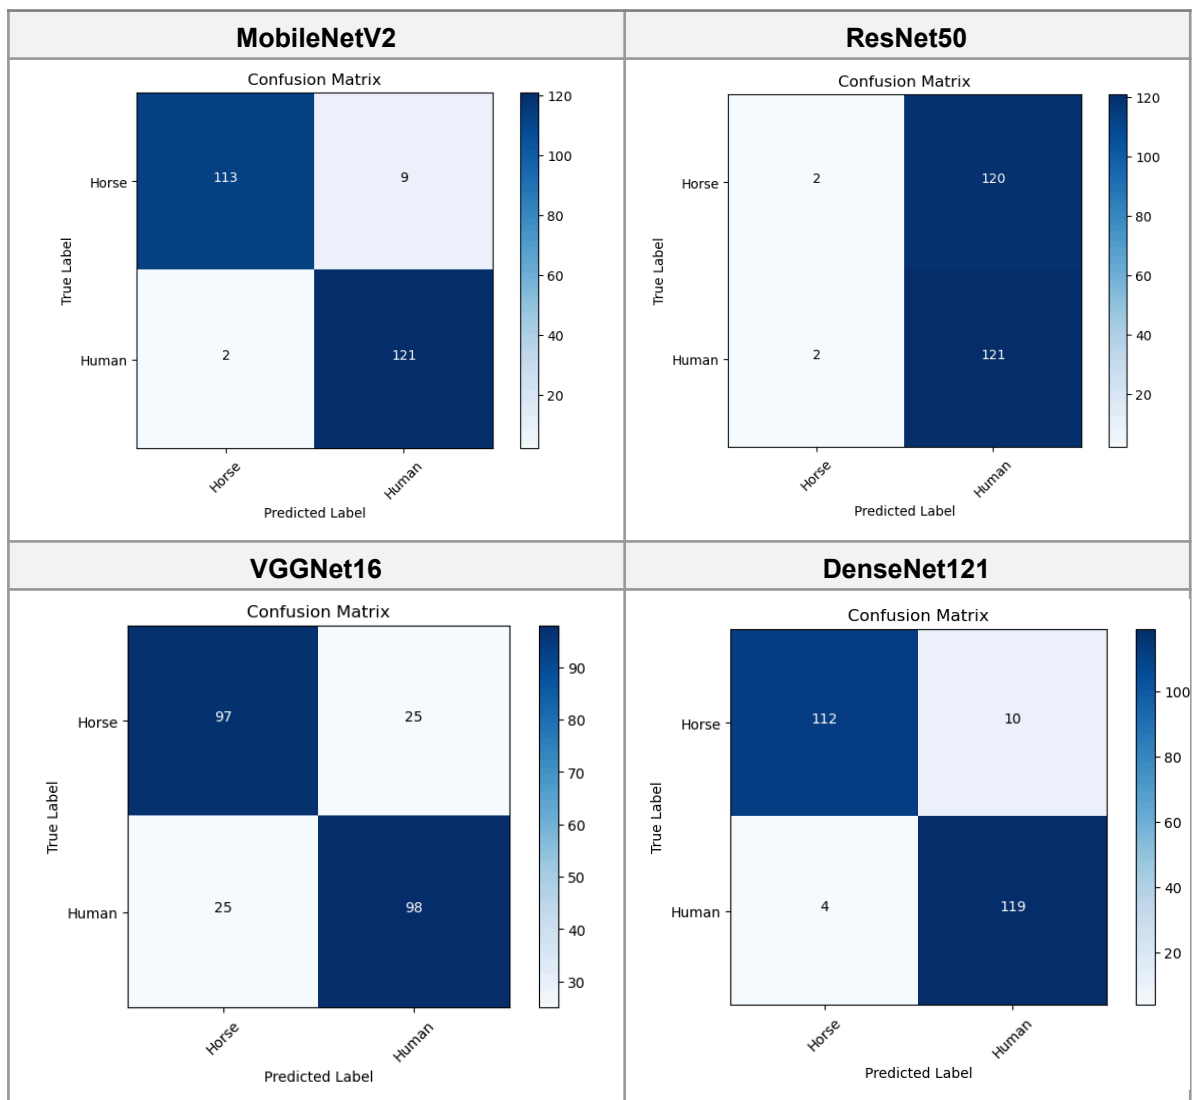 MobileNetV2
Confusion Matrix
True Label
Horse
Human
113 9
2 121
120
100
80
60
40
20
Horse Human
Predicted Label
ResNet50
Confusion Matrix
True Label
Horse
Human
2 120
2 121
120
100
80
60
40
20
Horse Human
Predicted Label
VGGNet16
Confusion Matrix
True Label
Horse
Human
97 25
25 98
90
80
70
60
50
40
30
Horse Human
Predicted Label
DenseNet121
Confusion Matrix
True Label
Horse
Human
112 10
4 119
100
80
60
40
20
Horse Human
Predicted Label